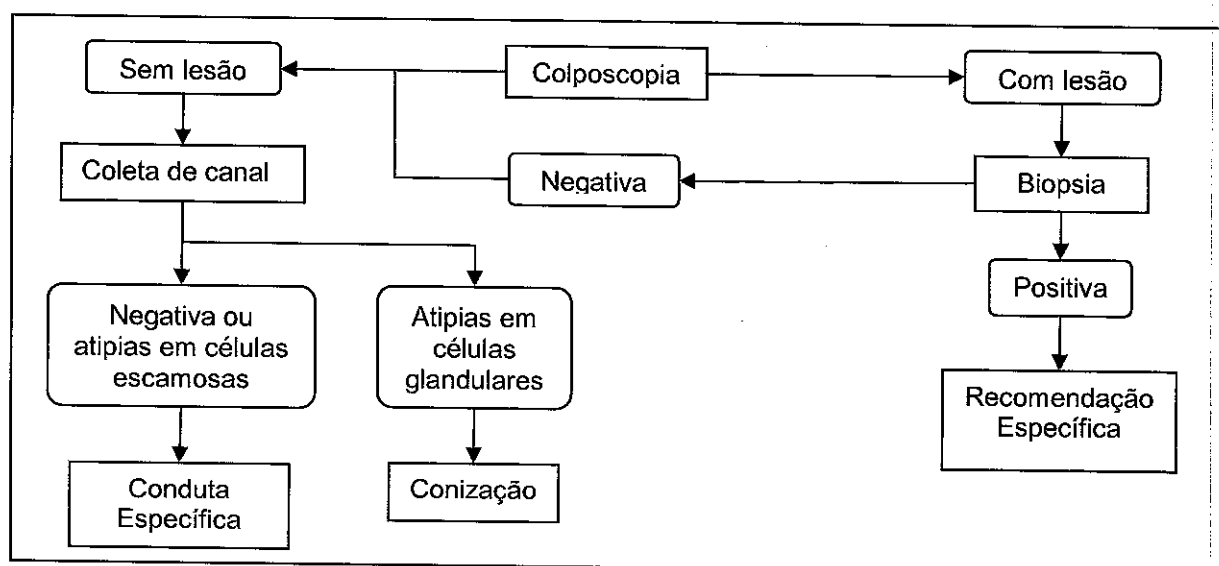 Sem lesão
Colposcopia
Com lesão
Coleta de canal
Negativa
Biopsia
Positiva
Negativa ou
atipias em células
escamosas
Atipias em
células
glandulares
Recomendação
Específica
Conduta
Específica
Conização